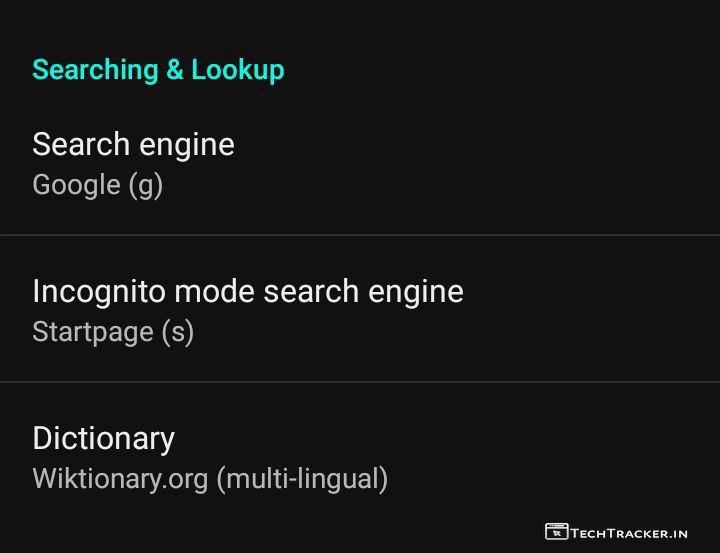 Searching & Lookup
Search engine
Google (g)
Incognito mode search engine
Startpage (s)
Dictionary
Wiktionary.org (multi-lingual)
TECHTRACKER.IN